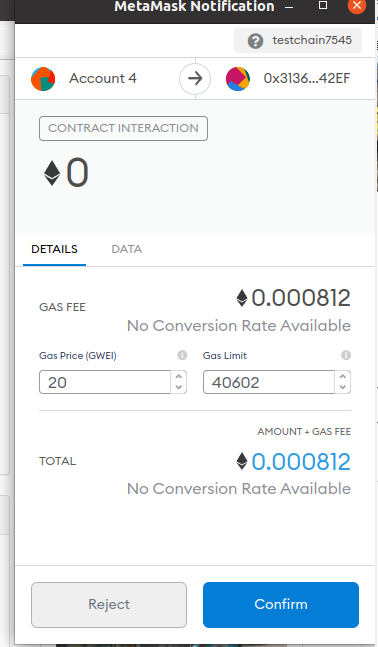 MetaMask Notification
testchain7545
Account 4
0x3136...42EF
CONTRACT INTERACTION
0
DETAILS
DATA
GAS FEE
0.000812
No Conversion Rate Available
Gas Price (GWEI)
Gas Limit
20
40602
AMOUNT + GAS FEE
TOTAL
0.000812
No Conversion Rate Available
Reject
Confirm